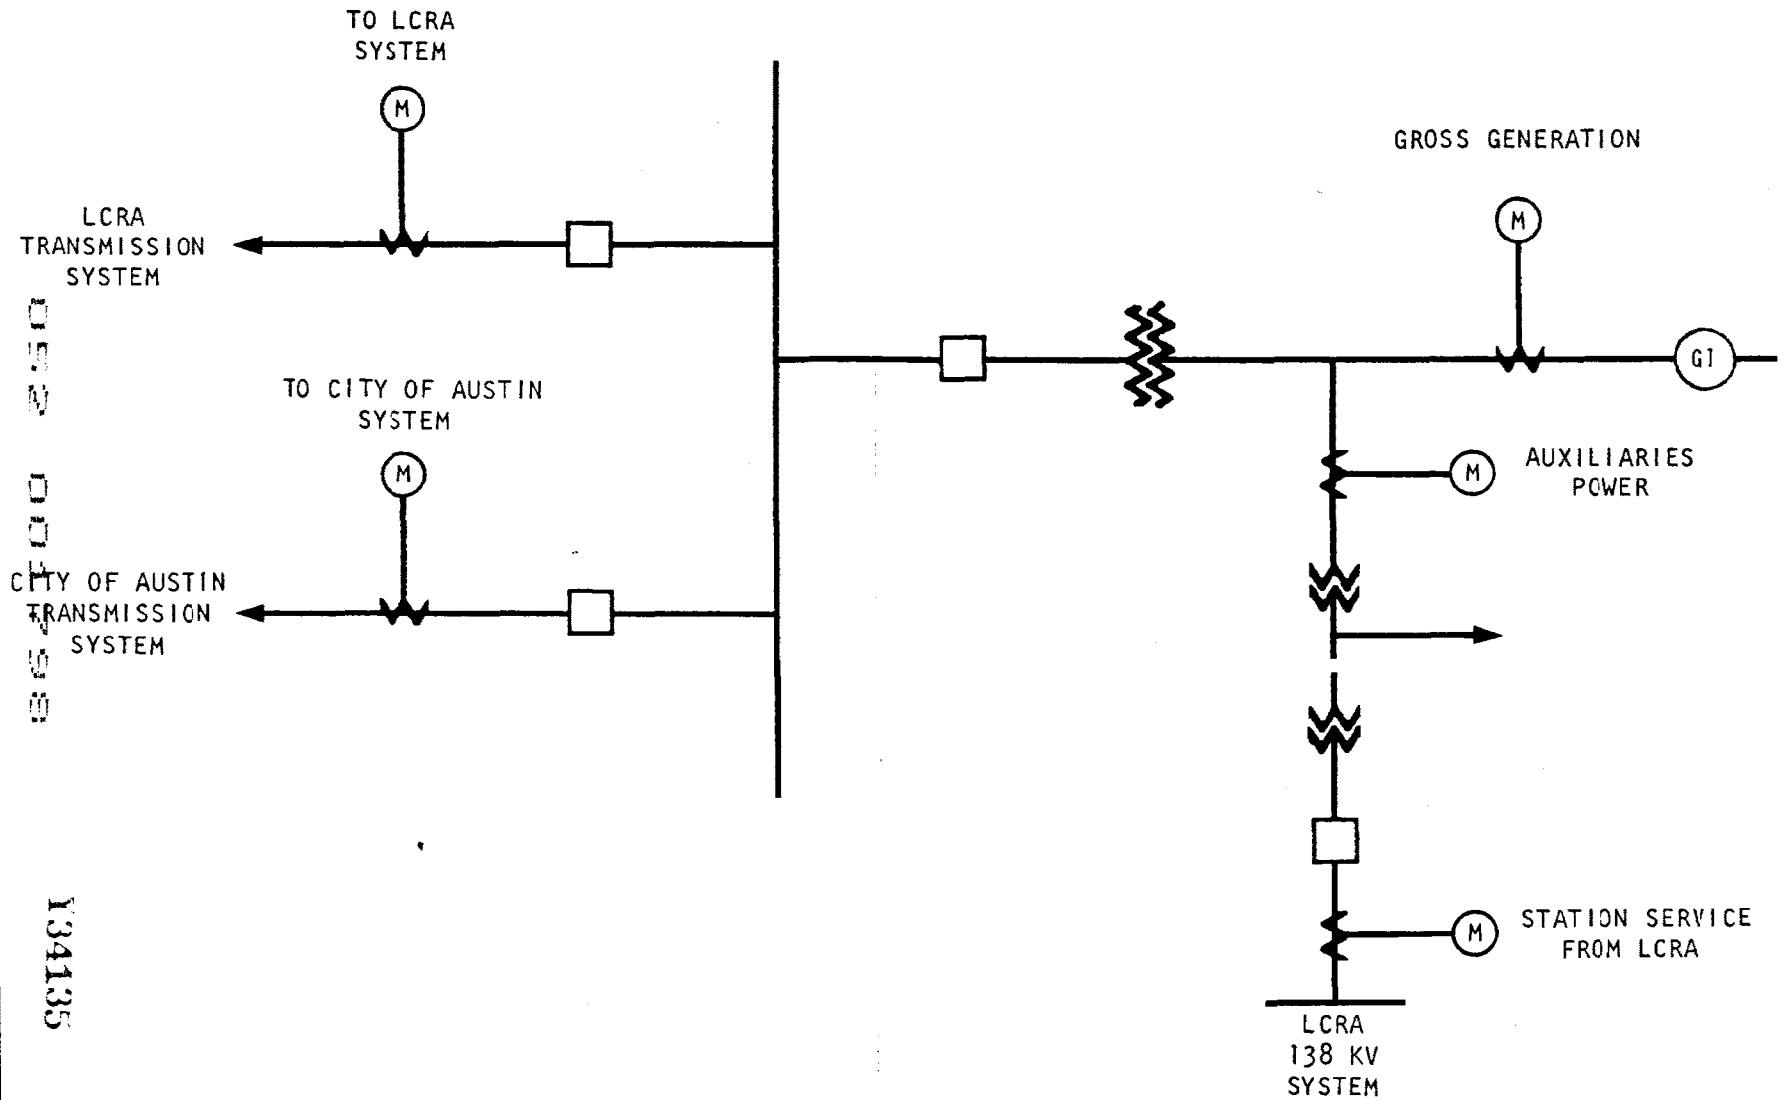 TO LCRA
SYSTEM
M
GROSS GENERATION
M
LCRA
TRANSMISSION
SYSTEM
G1
TO CITY OF AUSTIN
SYSTEM
M
AUXILIARIES
POWER
M
CITY OF AUSTIN
TRANSMISSION
SYSTEM
STATION SERVICE
FROM LCRA
M
LCRA
138 KV
SYSTEM
Y34135